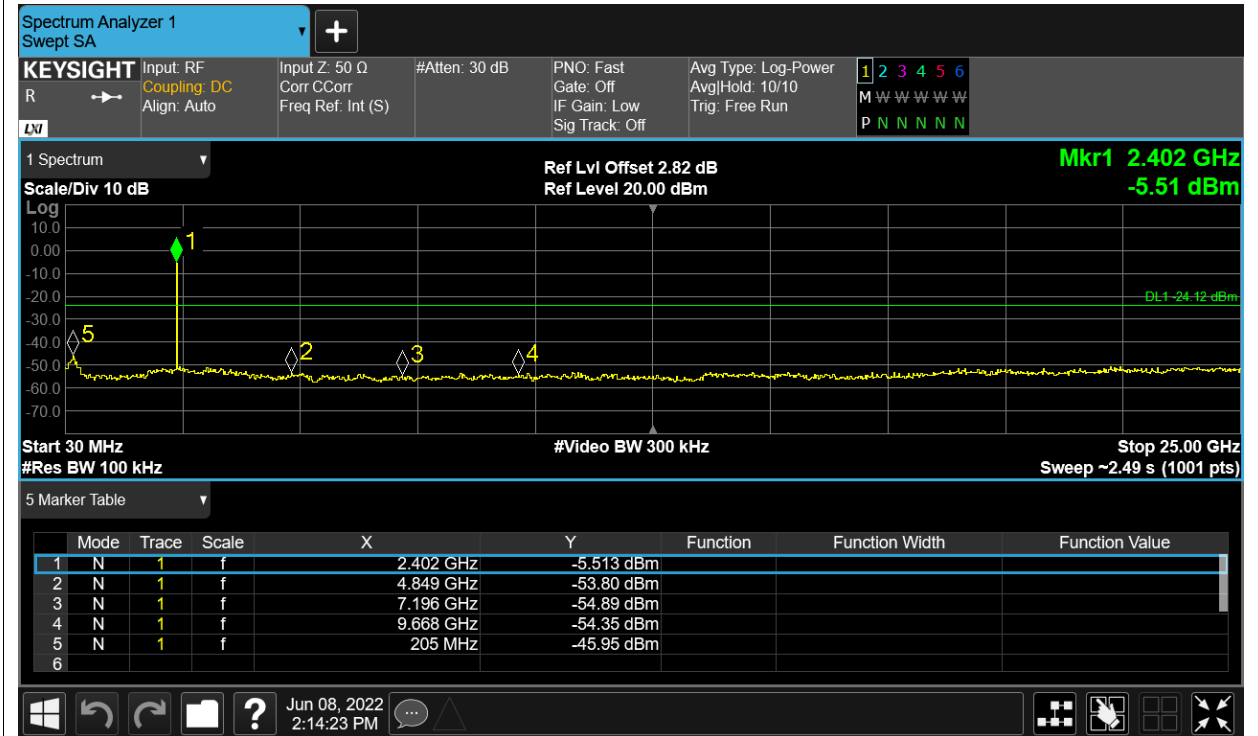 Spectrum Analyzer 1
Swept SA
+
KEYSIGHT Input: RF Input Z: 50 Ω #Atten: 30 dB PNO: Fast Avg Type: Log-Power 1 2 3 4 5 6
R Coupling: DC Corr CCorr Gate: Off Avg|Hold: 10/10 M W W W W W W
Align: Auto Freq Ref: Int (S) IF Gain: Low Trig: Free Run
LXI Sig Track: Off P N N N N N N
1 Spectrum Ref Lvl Offset 2.82 dB Mkr1 2.402 GHz
Scale/Div 10 dB Ref Level 20.00 dBm -5.51 dBm
Log
10.0
0.00
-10.0
-20.0
-30.0
-40.0
-50.0
-60.0
-70.0
1
DL1 -24.12 dBm
5
2
3
4
Start 30 MHz #Video BW 300 kHz Stop 25.00 GHz
#Res BW 100 kHz Sweep ~2.49 s (1001 pts)
5 Marker Table
Mode Trace Scale X Y Function Function Width Function Value
1 N 1 f 2.402 GHz -5.513 dBm
2 N 1 f 4.849 GHz -53.80 dBm
3 N 1 f 7.196 GHz -54.89 dBm
4 N 1 f 9.668 GHz -54.35 dBm
5 N 1 f 205 MHz -45.95 dBm
6
? Jun 08, 2022
2:14:23 PM